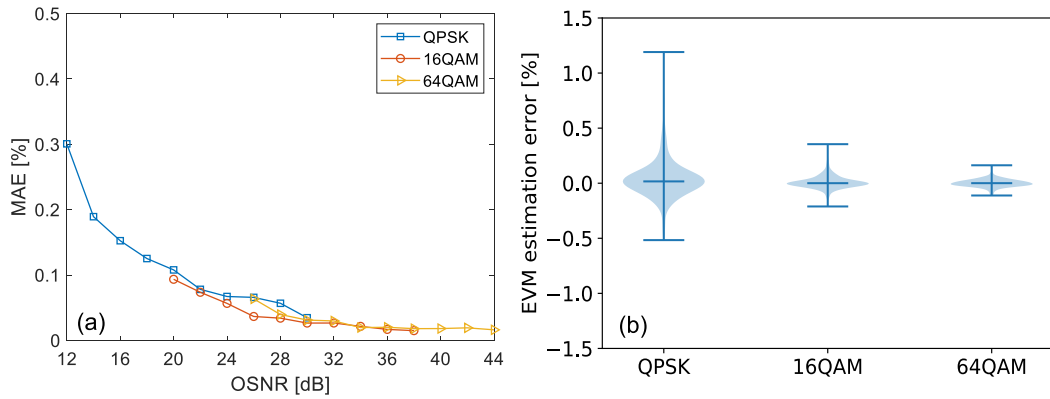 0.5
0.4
0.3
0.2
0.1
0
MAE [%]
12 16 20 24 28 32 36 40 44
OSNR [dB]
QPSK
16QAM
64QAM
(a)
1.5
1.0
0.5
0.0
−0.5
−1.0
−1.5
EVM estimation error [%]
QPSK 16QAM 64QAM
(b)